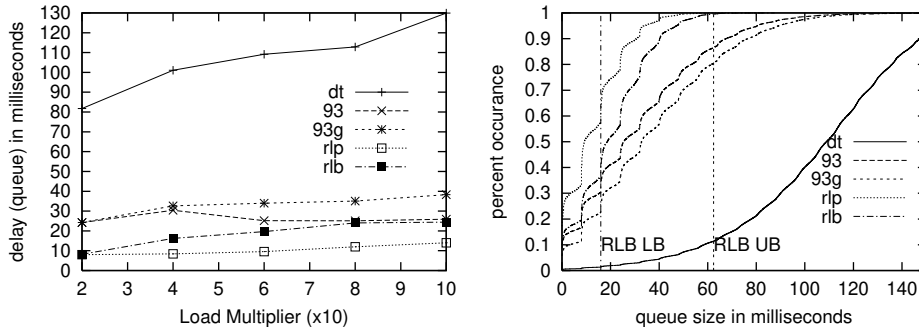 130
120
110
100
90
80
70
60
50
40
30
20
10
0
delay (queue) in milliseconds
dt
93
93g
rlp
rlb
2 3 4 5 6 7 8 9 10
Load Multiplier (x10)
1
0.9
0.8
0.7
0.6
0.5
0.4
0.3
0.2
0.1
0
percent occurance
dt
93
93g
rlp
rlb
RLB LB
RLB UB
0 20 40 60 80 100 120 140
queue size in milliseconds